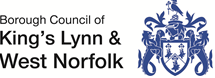 Borough Council of
King's Lynn &
West Norfolk